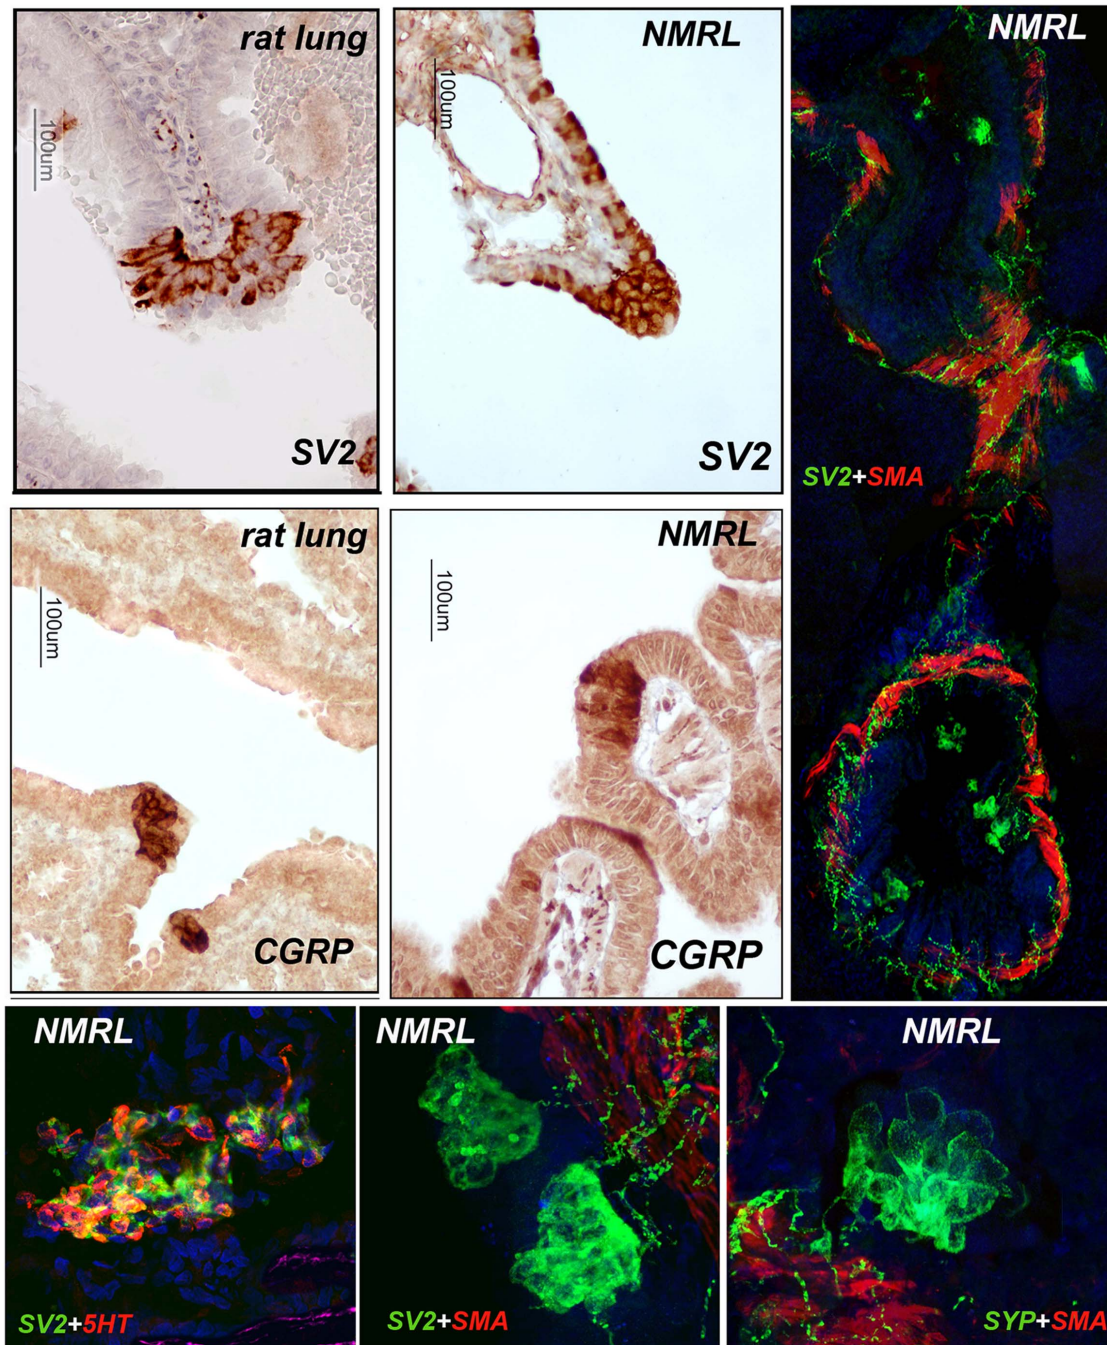 rat lung
100um
SV2
NMRL
100um
SV2
NMRL
SV2+SMA
rat lung
100um
CGRP
NMRL
100um
CGRP
NMRL
SV2+5HT
NMRL
SV2+SMA
NMRL
SYP+SMA